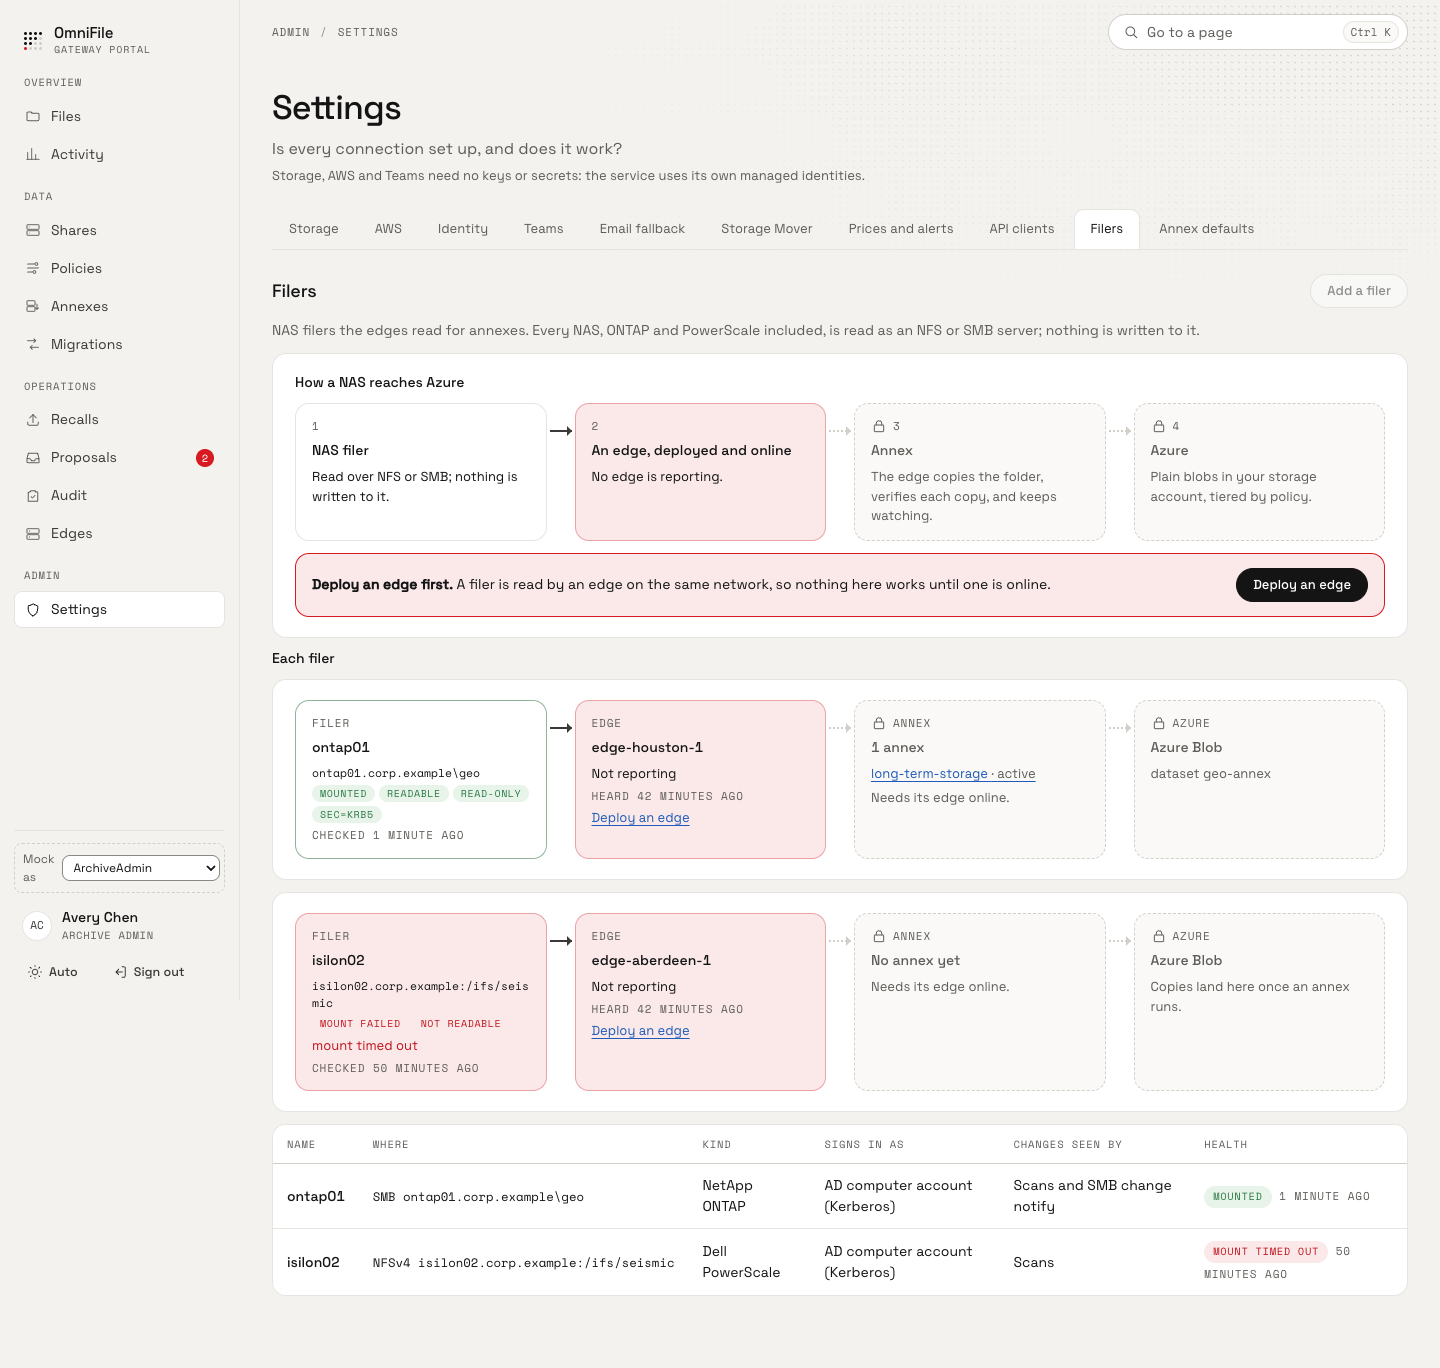 OmniFile
GATEWAY PORTAL
OVERVIEW
Files
Activity
DATA
Shares
Policies
Annexes
Migrations
OPERATIONS
Recalls
Proposals 2
Audit
Edges
ADMIN
Settings
Mock as
ArchiveAdmin
AC
Avery Chen
ARCHIVE ADMIN
Auto
Sign out
ADMIN / SETTINGS
Go to a page
Ctrl K
Settings
Is every connection set up, and does it work?
Storage, AWS and Teams need no keys or secrets: the service uses its own managed identities.
Storage AWS Identity Teams Email fallback Storage Mover Prices and alerts API clients Filers Annex defaults
Filers
Add a filer
NAS filers the edges read for annexes. Every NAS, ONTAP and PowerScale included, is read as an NFS or SMB server; nothing is written to it.
How a NAS reaches Azure
1
NAS filer
Read over NFS or SMB; nothing is
written to it.
2
An edge, deployed and online
No edge is reporting.
3
Annex
The edge copies the folder,
verifies each copy, and keeps
watching.
4
Azure
Plain blobs in your storage
account, tiered by policy.
Deploy an edge first. A filer is read by an edge on the same network, so nothing here works until one is online.
Deploy an edge
Each filer
FILER
ontap01
ontap01.corp.example\geo
MOUNTED READABLE READ-ONLY
SEC=KRB5
CHECKED 1 MINUTE AGO
EDGE
edge-houston-1
Not reporting
HEARD 42 MINUTES AGO
Deploy an edge
ANNEX
1 annex
long-term-storage · active
Needs its edge online.
AZURE
Azure Blob
dataset geo-annex
FILER
isilon02
isilon02.corp.example:/ifs/seis
mic
MOUNT FAILED NOT READABLE
mount timed out
CHECKED 50 MINUTES AGO
EDGE
edge-aberdeen-1
Not reporting
HEARD 42 MINUTES AGO
Deploy an edge
ANNEX
No annex yet
Needs its edge online.
AZURE
Azure Blob
Copies land here once an annex
runs.
NAME WHERE KIND SIGNS IN AS CHANGES SEEN BY HEALTH
ontap01
SMB ontap01.corp.example\geo
NetApp
ONTAP
AD computer account
(Kerberos)
Scans and SMB change
notify
MOUNTED 1 MINUTE AGO
isilon02
NFSv4 isilon02.corp.example:/ifs/seismic
Dell
PowerScale
AD computer account
(Kerberos)
Scans
MOUNT TIMED OUT 50
MINUTES AGO